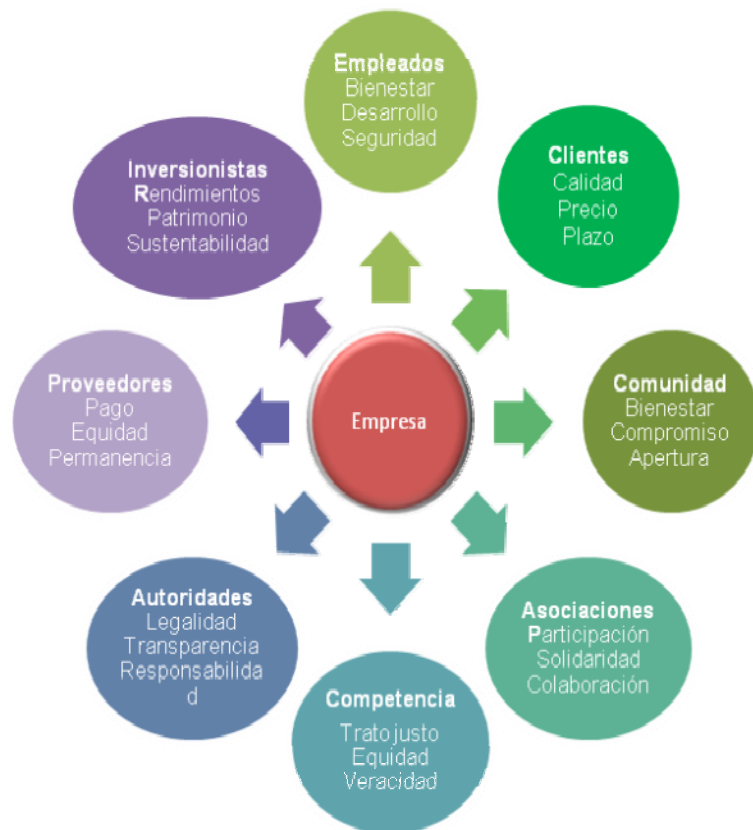 Empleados
Bienestar
Desarrollo
Seguridad
Clientes
Calidad
Precio
Plazo
Comunidad
Bienestar
Compromiso
Apertura
Asociaciones
Participación
Solidaridad
Colaboración
Competencia
Trato justo
Equidad
Veracidad
Autoridades
Legalidad
Transparencia
Responsabilida
d
Proveedores
Pago
Equidad
Permanencia
Inversionistas
Rendimientos
Patrimonio
Sustentabilidad
Empresa